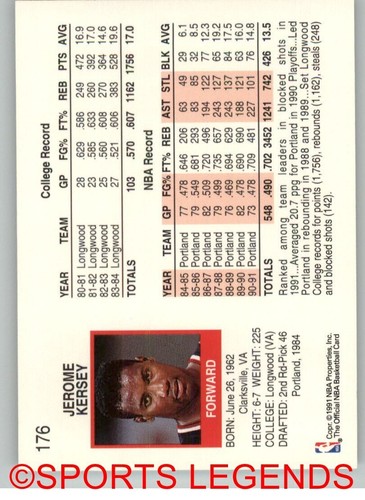 176
JEROME
KERSEY
FORWARD
BORN: June 26, 1962
Clarksville, VA
HEIGHT: 6-7 WEIGHT: 225
COLLEGE: Longwood (VA)
DRAFTED: 2nd Rd-Pick 46
Portland, 1984
Copr. ©1991 NBA Properties, Inc.
The Official NBA Basketball Card
NBA
College Record
YEAR TEAM GP FG% FT% REB PTS AVG
80-81 Longwood 28 .629 .586 249 472 16.9
81-82 Longwood 23 .585 .633 260 392 17.0
82-83 Longwood 25 .560 .608 270 364 14.6
83-84 Longwood 27 .521 .606 383 528 19.6
TOTALS 103 .570 .607 1162 1756 17.0
NBA Record
YEAR TEAM GP FG% FT% REB AST STL BLK AVG
84-85 Portland 77 .478 .646 206 63 49 29 6.1
85-86 Portland 79 .549 .681 293 83 85 32 8.5
86-87 Portland 82 .509 .720 496 194 122 77 12.3
87-88 Portland 79 .499 .735 657 243 127 65 19.2
88-89 Portland 76 .469 .694 629 243 137 84 17.5
89-90 Portland 82 .478 .690 690 188 121 63 16.0
90-91 Portland 73 .478 .709 481 227 101 76 14.8
TOTALS 548 .490 .702 3452 1241 742 426 13.5
Ranked among team leaders in blocked shots in
1991...Averaged 20.7 ppg for Portland in 1990 Playoffs...Led
Portland in rebounding in 1988 and 1989...Set Longwood
College records for points (1,756), rebounds (1,162), steals (248)
and blocked shots (142).
©SPORTS LEGENDS